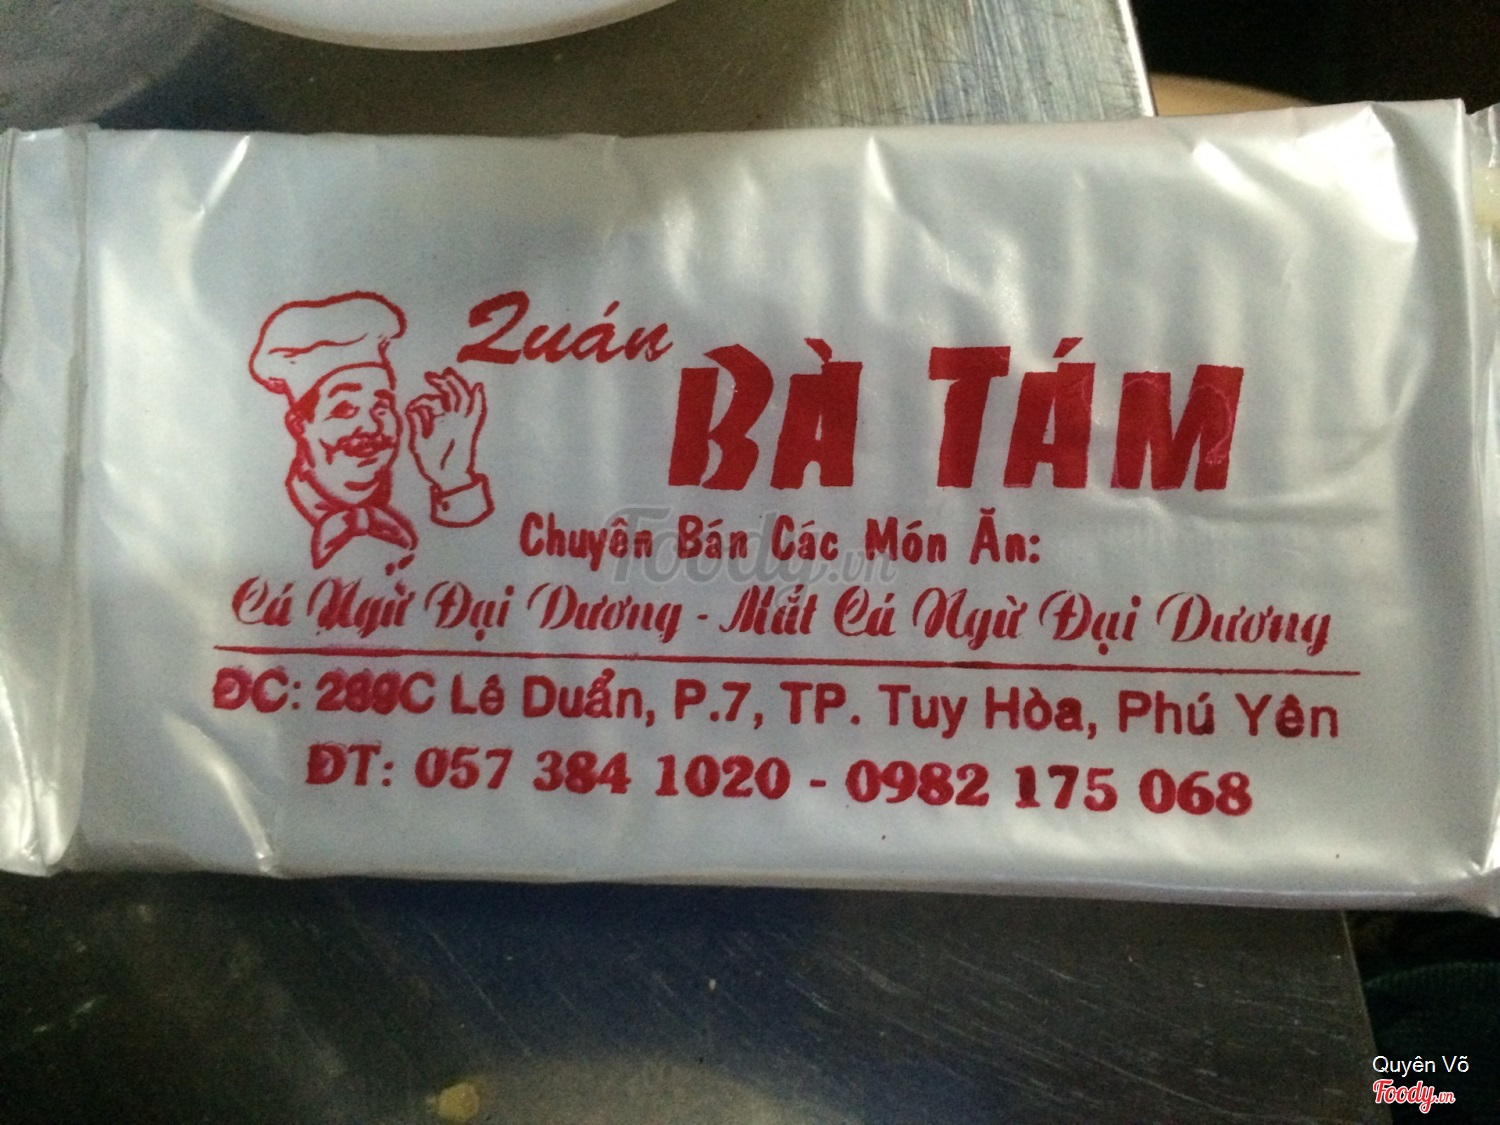 Quán
BÀ TÁM
Chuyên Bán Các Món Ăn:
Cá Ngừ Đại Dương - Mắt Cá Ngừ Đại Dương
ĐC: 289C Lê Duẩn, P.7, TP. Tuy Hòa, Phú Yên
ĐT: 057 384 1020 - 0982 175 068
Foody.vn
Quyên Võ
Foody.vn